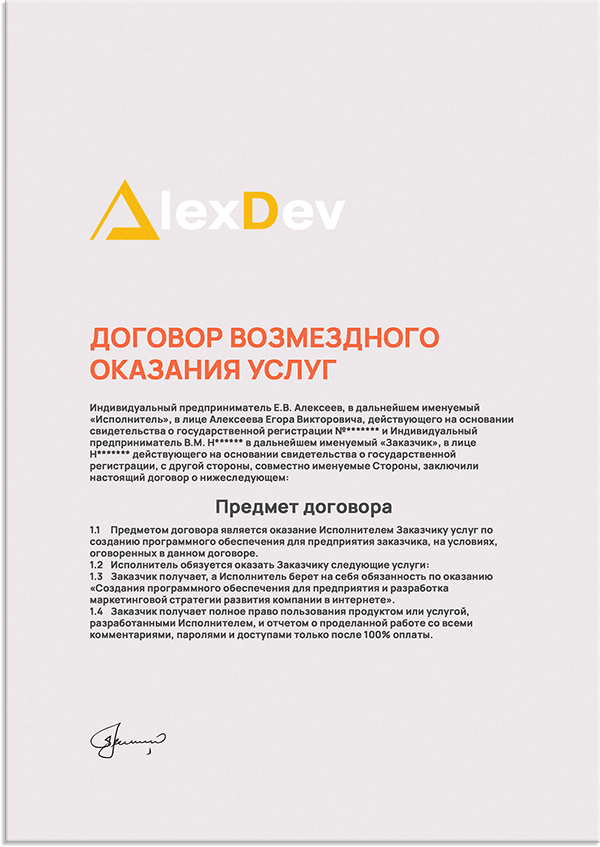 AlexDev
ДОГОВОР ВОЗМЕЗДНОГО
ОКАЗАНИЯ УСЛУГ
Индивидуальный предприниматель Е.В. Алексеев, в дальнейшем именуемый
«Исполнитель», в лице Алексеева Егора Викторовича, действующего на основании
свидетельства о государственной регистрации №******* и Индивидуальный
предприниматель В.М. Н****** в дальнейшем именуемый «Заказчик», в лице
Н******* действующего на основании свидетельства о государственной
регистрации, с другой стороны, совместно именуемые Стороны, заключили
настоящий договор о нижеследующем:
Предмет договора
1.1 Предметом договора является оказание Исполнителем Заказчику услуг по
созданию программного обеспечения для предприятия заказчика, на условиях,
оговоренных в данном договоре.
1.2 Исполнитель обязуется оказать Заказчику следующие услуги:
1.3 Заказчик получает, а Исполнитель берет на себя обязанность по оказанию
«Создания программного обеспечения для предприятия и разработка
маркетинговой стратегии развития компании в интернете».
1.4 Заказчик получает полное право пользования продуктом или услугой,
разработанными Исполнителем, и отчетом о проделанной работе со всеми
комментариями, паролями и доступами только после 100% оплаты.